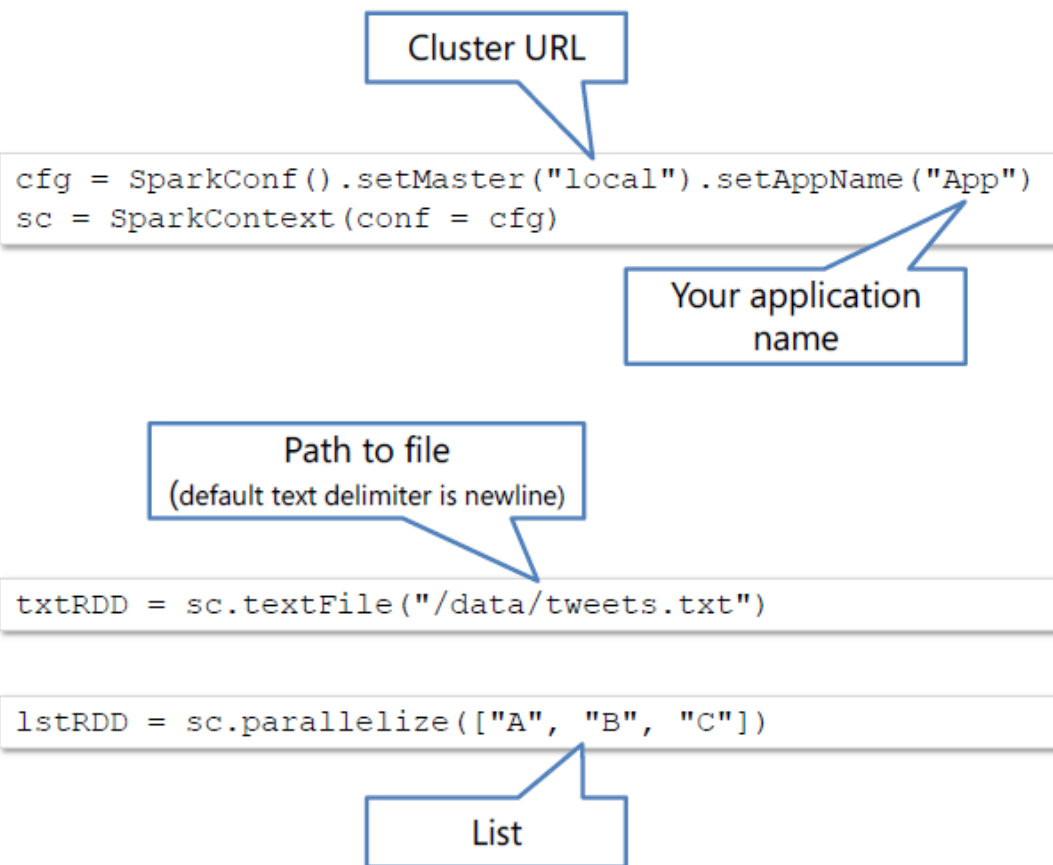 Cluster URL
cfg = SparkConf().setMaster("local").setAppName("App")
sc = SparkContext(conf = cfg)
Your application
name
Path to file
(default text delimiter is newline)
txtRDD = sc.textFile("/data/tweets.txt")
lstRDD = sc.parallelize(["A", "B", "C"])
List